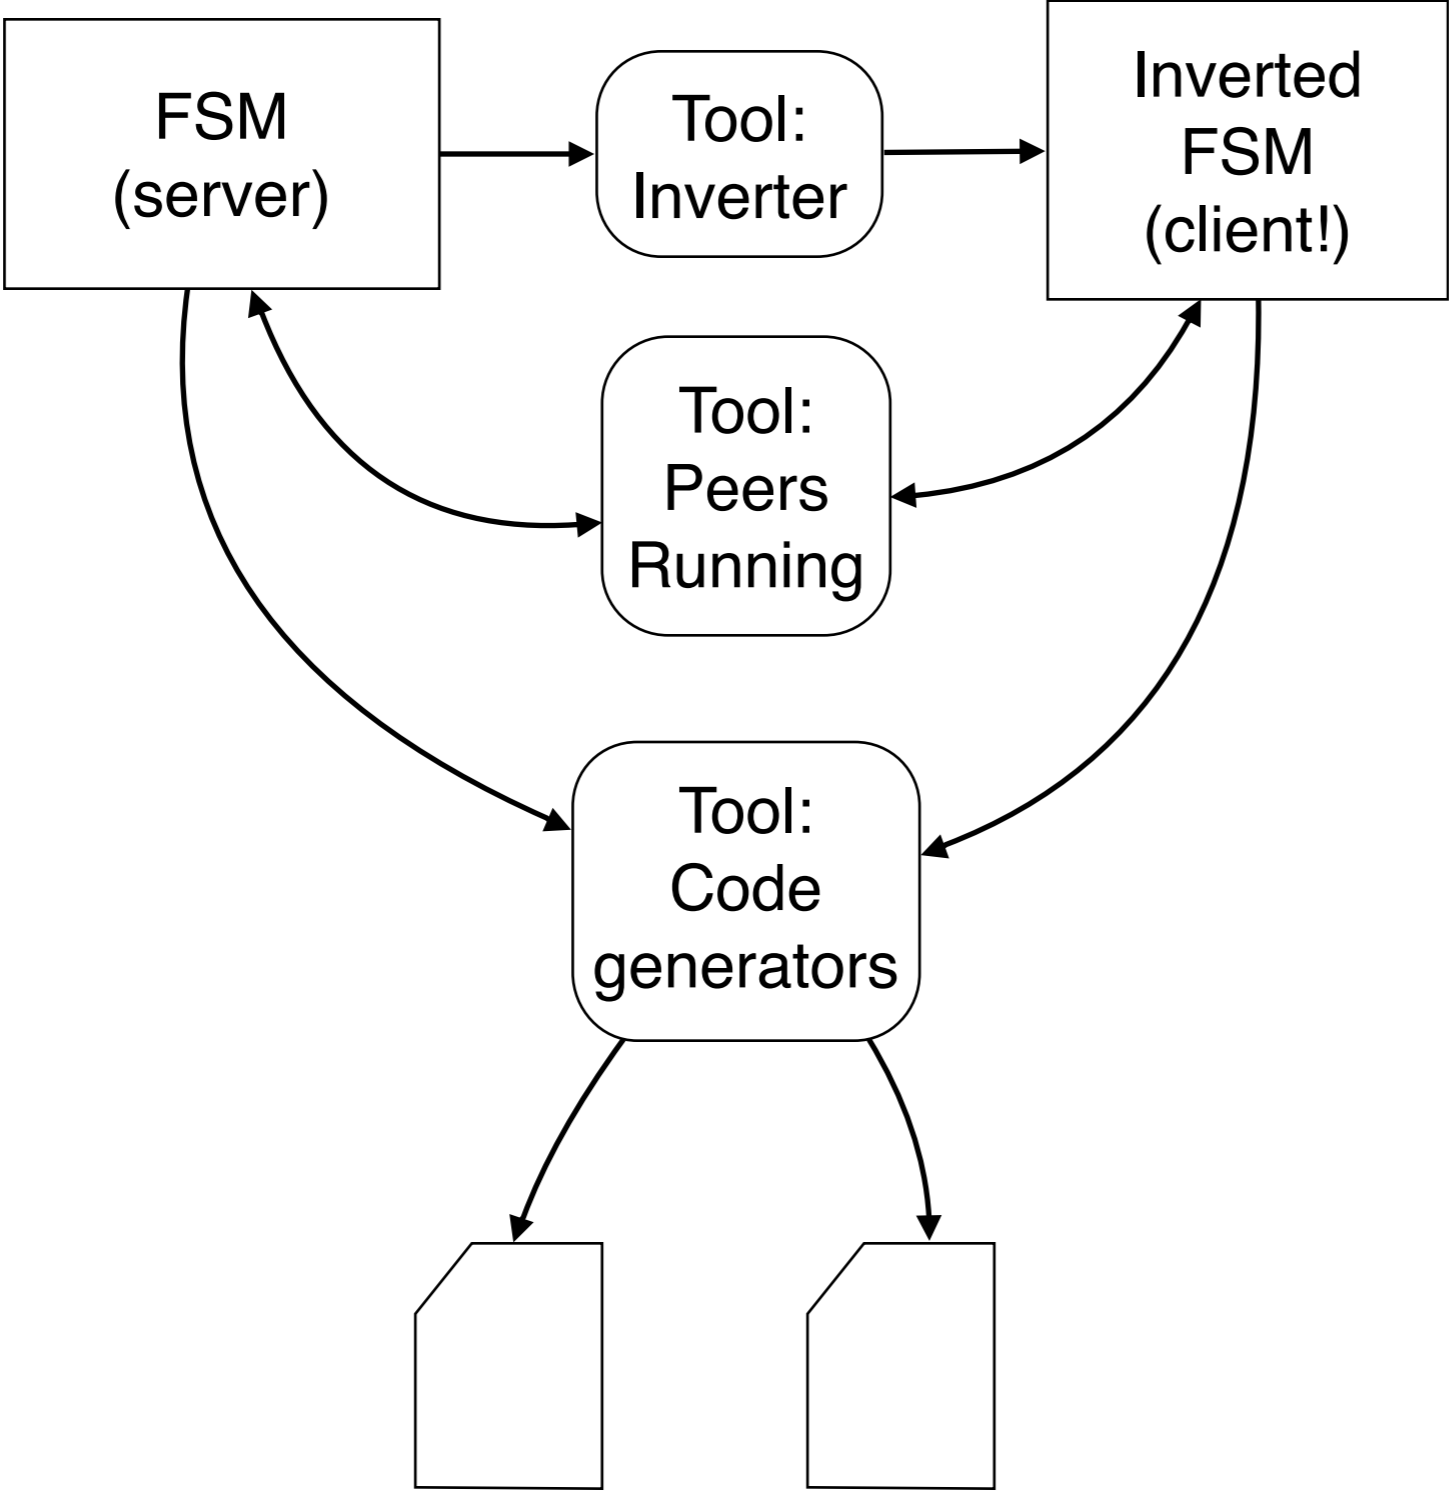 FSM
(server)
Tool:
Inverter
Inverted
FSM
(client!)
Tool:
Peers
Running
Tool:
Code
generators